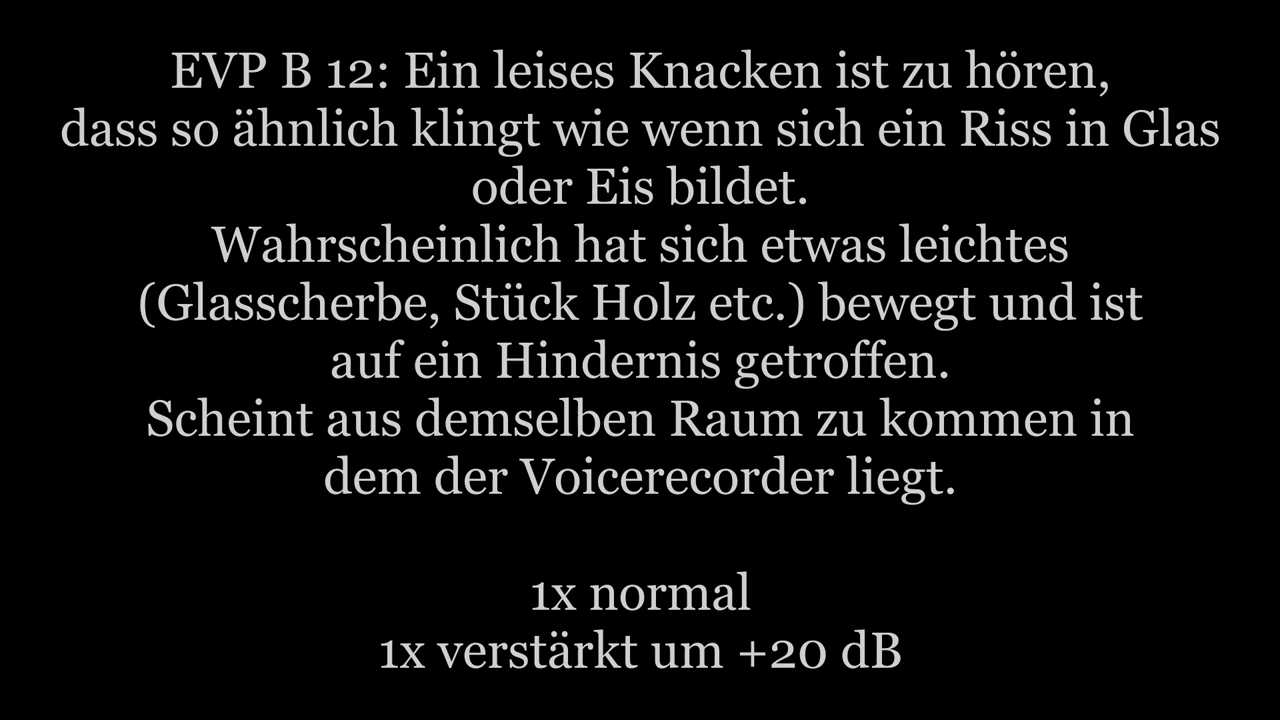 EVP B 12: Ein leises Knacken ist zu hören,
dass so ähnlich klingt wie wenn sich ein Riss in Glas
oder Eis bildet.
Wahrscheinlich hat sich etwas leichtes
(Glasscherbe, Stück Holz etc.) bewegt und ist
auf ein Hindernis getroffen.
Scheint aus demselben Raum zu kommen in
dem der Voicerecorder liegt.
1x normal
1x verstärkt um +20 dB